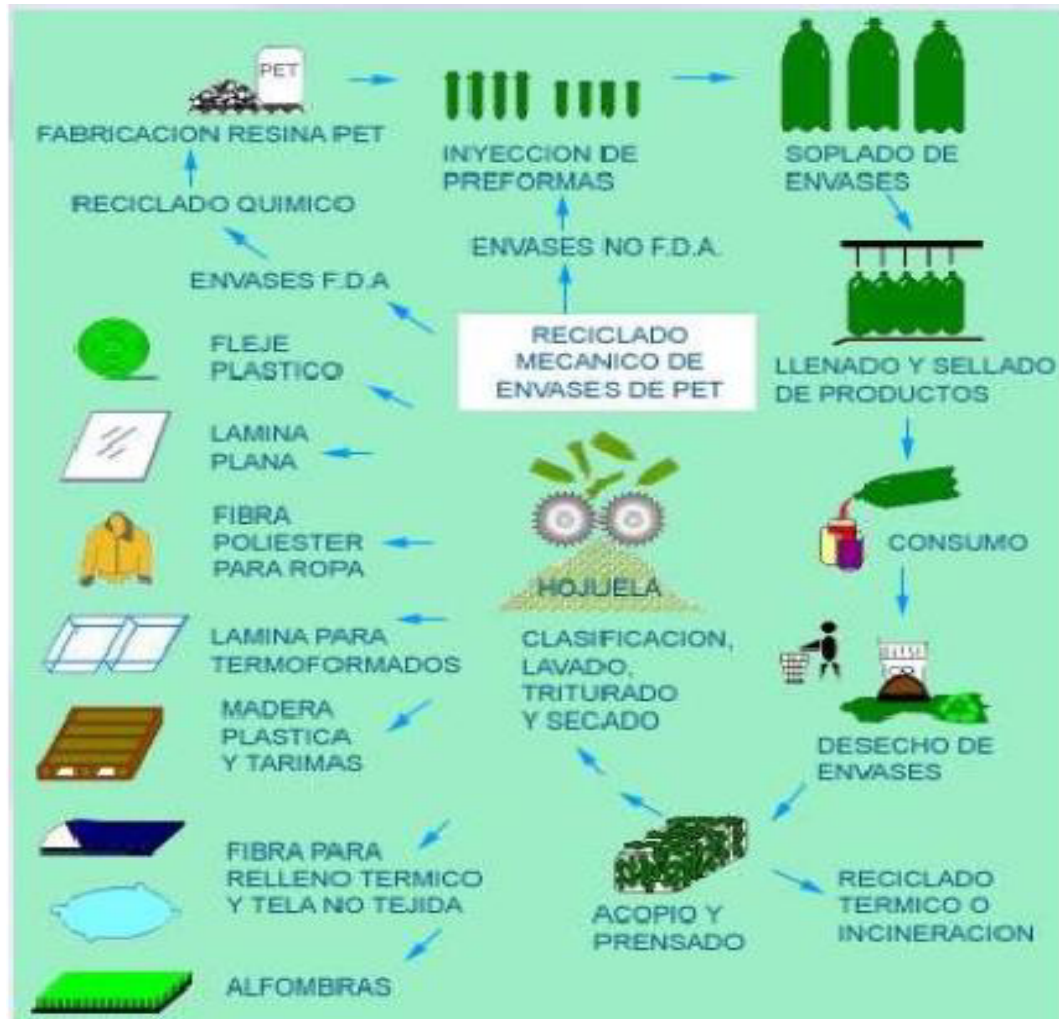 PET
FABRICACION RESINA PET
INYECCION DE
PREFORMAS
SOPLADO DE
ENVASES
RECICLADO QUIMICO
ENVASES NO F.D.A.
ENVASES F.D.A
RECICLADO
MECANICO DE
ENVASES DE PET
LLENADO Y SELLADO
DE PRODUCTOS
FLEJE
PLASTICO
LAMINA
PLANA
FIBRA
POLIESTER
PARA ROPA
HOJUELA
CONSUMO
LAMINA PARA
TERMOFORMADOS
CLASIFICACION,
LAVADO,
TRITURADO
Y SECADO
MADERA
PLASTICA
Y TARIMAS
DESECHO DE
ENVASES
FIBRA PARA
RELLENO TERMICO
Y TELA NO TEJIDA
ACOPIO Y
PRENSADO
RECICLADO
TERMICO O
INCINERACION
ALFOMBIRAS